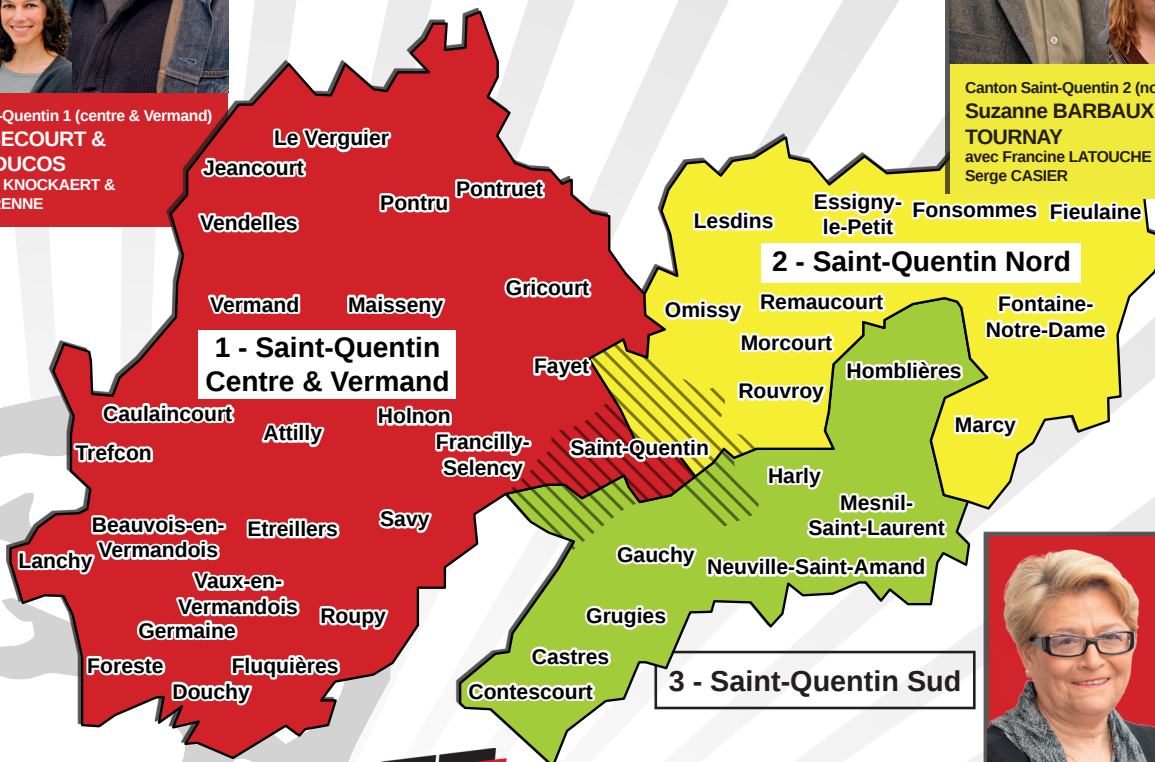 -Quentin 1 (centre & Vermand)
ECOURT &
OUCOS
KNOCKAERT &
ENNE
Canton Saint-Quentin 2 (no
Suzanne BARBAUX
TOURNAY
avec Francine LATOUCHE
Serge CASIER
Le Verguier
Jeancourt
Pontruet
Pontru
Vendelles
Gricourt
Vermand
Maisseny
1 - Saint-Quentin
Centre & Vermand
Fayet
Caulaincourt
Holnon
Attilly
Trefcon
Francilly-
Selency
Saint-Quentin
Beauvois-en-
Vermandois
Etreillers
Savy
Lanchy
Vaux-en-
Vermandois
Roupy
Germaine
Foreste
Fluquières
Douchy
Lesdins
Essigny-
le-Petit
Fonsommes
Fieulaine
2 - Saint-Quentin Nord
Omissy
Remaucourt
Fontaine-
Notre-Dame
Morcourt
Rouvroy
Homblières
Marcy
Harly
Mesnil-
Saint-Laurent
Gauchy
Neuville-Saint-Amand
Grugies
Castres
Contescourt
3 - Saint-Quentin Sud